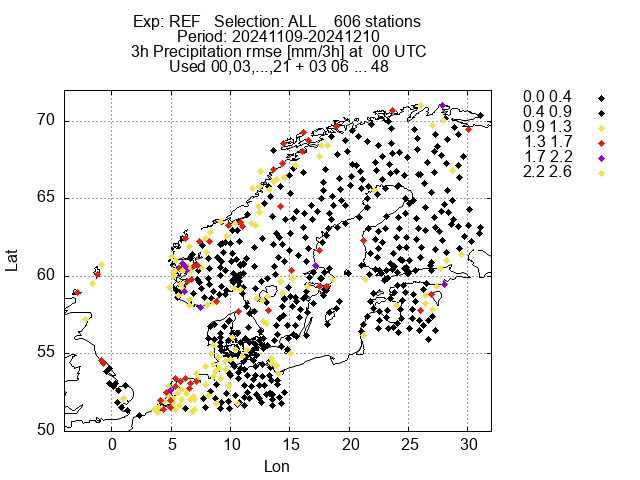 Exp: REF Selection: ALL 606 stations
Period: 20241109-20241210
3h Precipitation rmse [mm/3h] at 00 UTC
Used 00,03,...,21 + 03 06 ... 48
0.0 0.4
0.4 0.9
0.9 1.3
1.3 1.7
1.7 2.2
2.2 2.6
70
65
60
55
50
Lat
0 5 10 15 20 25 30
Lon